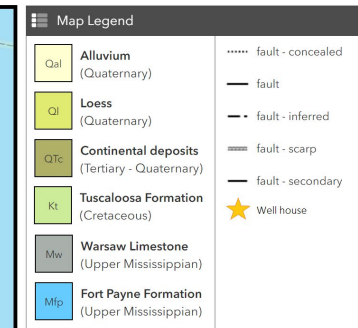 Map Legend
Qal
Alluvium
(Quaternary)
Ql
Loess
(Quaternary)
QTc
Continental deposits
(Tertiary - Quaternary)
Kt
Tuscaloosa Formation
(Cretaceous)
Mw
Warsaw Limestone
(Upper Mississippian)
Mfp
Fort Payne Formation
(Upper Mississippian)
fault - concealed
fault
fault - inferred
fault - scarp
fault - secondary
Well house